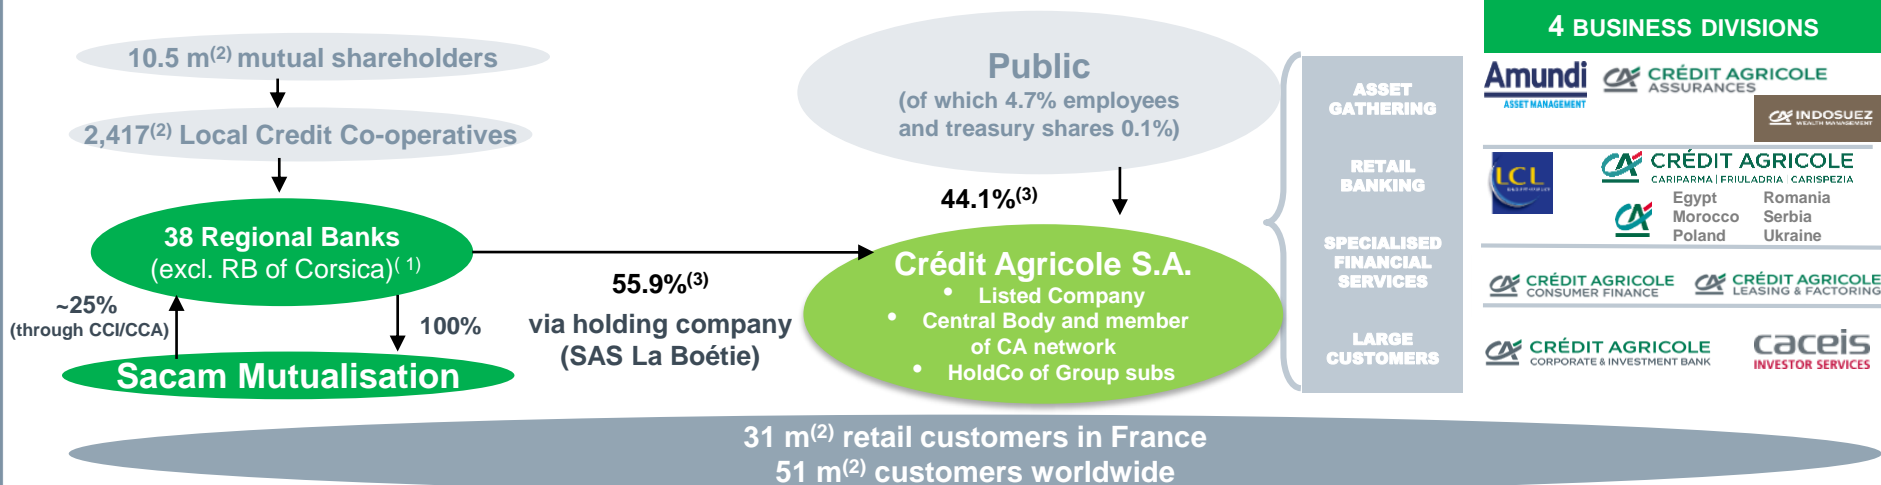 10.5 m(2) mutual shareholders
2,417(2) Local Credit Co-operatives
38 Regional Banks
(excl. RB of Corsica)( 1)
~25%
(through CCI/CCA)
100%
Sacam Mutualisation
55.9%(3)
via holding company
(SAS La Boétie)
Public
(of which 4.7% employees
and treasury shares 0.1%)
44.1%(3)
Crédit Agricole S.A.
• Listed Company
• Central Body and member
of CA network
• HoldCo of Group subs
ASSET
GATHERING
RETAIL
BANKING
SPECIALISED
FINANCIAL
SERVICES
LARGE
CUSTOMERS
4 BUSINESS DIVISIONS
Amundi
ASSET MANAGEMENT
CRÉDIT AGRICOLE
ASSURANCES
INDOSUEZ
WEALTH MANAGEMENT
LCL
CRÉDIT AGRICOLE
CARIPARMA | FRIULADRIA | CARISPEZIA
Egypt Romania
Morocco Serbia
Poland Ukraine
CRÉDIT AGRICOLE
CONSUMER FINANCE
CRÉDIT AGRICOLE
LEASING & FACTORING
CRÉDIT AGRICOLE
CORPORATE & INVESTMENT BANK
caceis
INVESTOR SERVICES
31 m(2) retail customers in France
51 m(2) customers worldwide